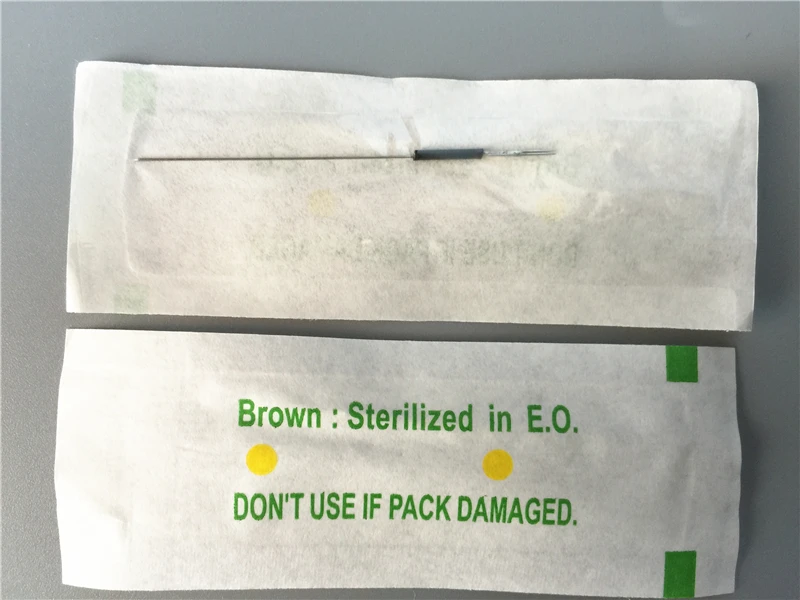 Brown : Sterilized in E.O.
DON'T USE IF PACK DAMAGED.